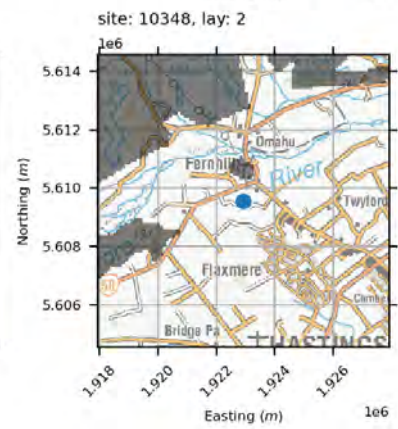 site: 10348, lay: 2
1e6
5.614
5.612
5.610
5.608
5.606
Northing (m)
Omahu
Fernhill
River
Twyford
Flaxmere
50
Bridge Pa
HASTINGS
1.918
1.920
1.922
1.924
1.926
1e6
Easting (m)